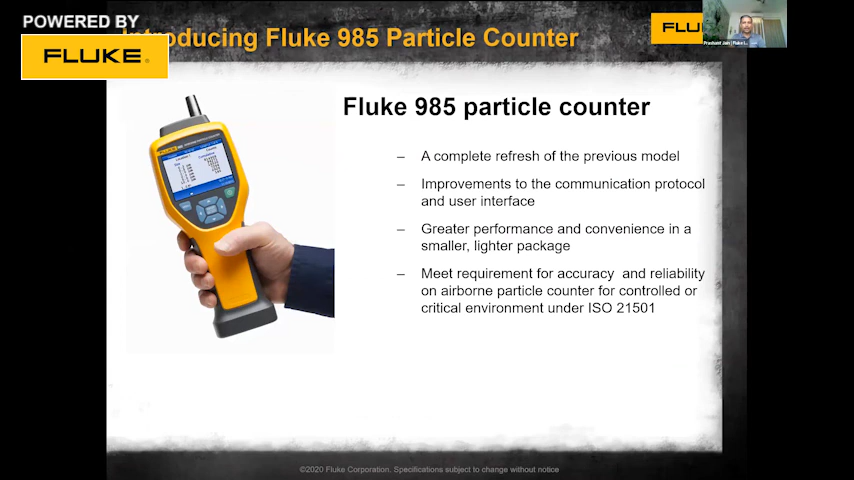 POWERED BY
FLUKE
Introducing Fluke 985 Particle Counter
FLU
Fluke 985 particle counter
– A complete refresh of the previous model
– Improvements to the communication protocol
and user interface
– Greater performance and convenience in a
smaller, lighter package
– Meet requirement for accuracy and reliability
on airborne particle counter for controlled or
critical environment under ISO 21501
©2020 Fluke Corporation. Specifications subject to change without notice